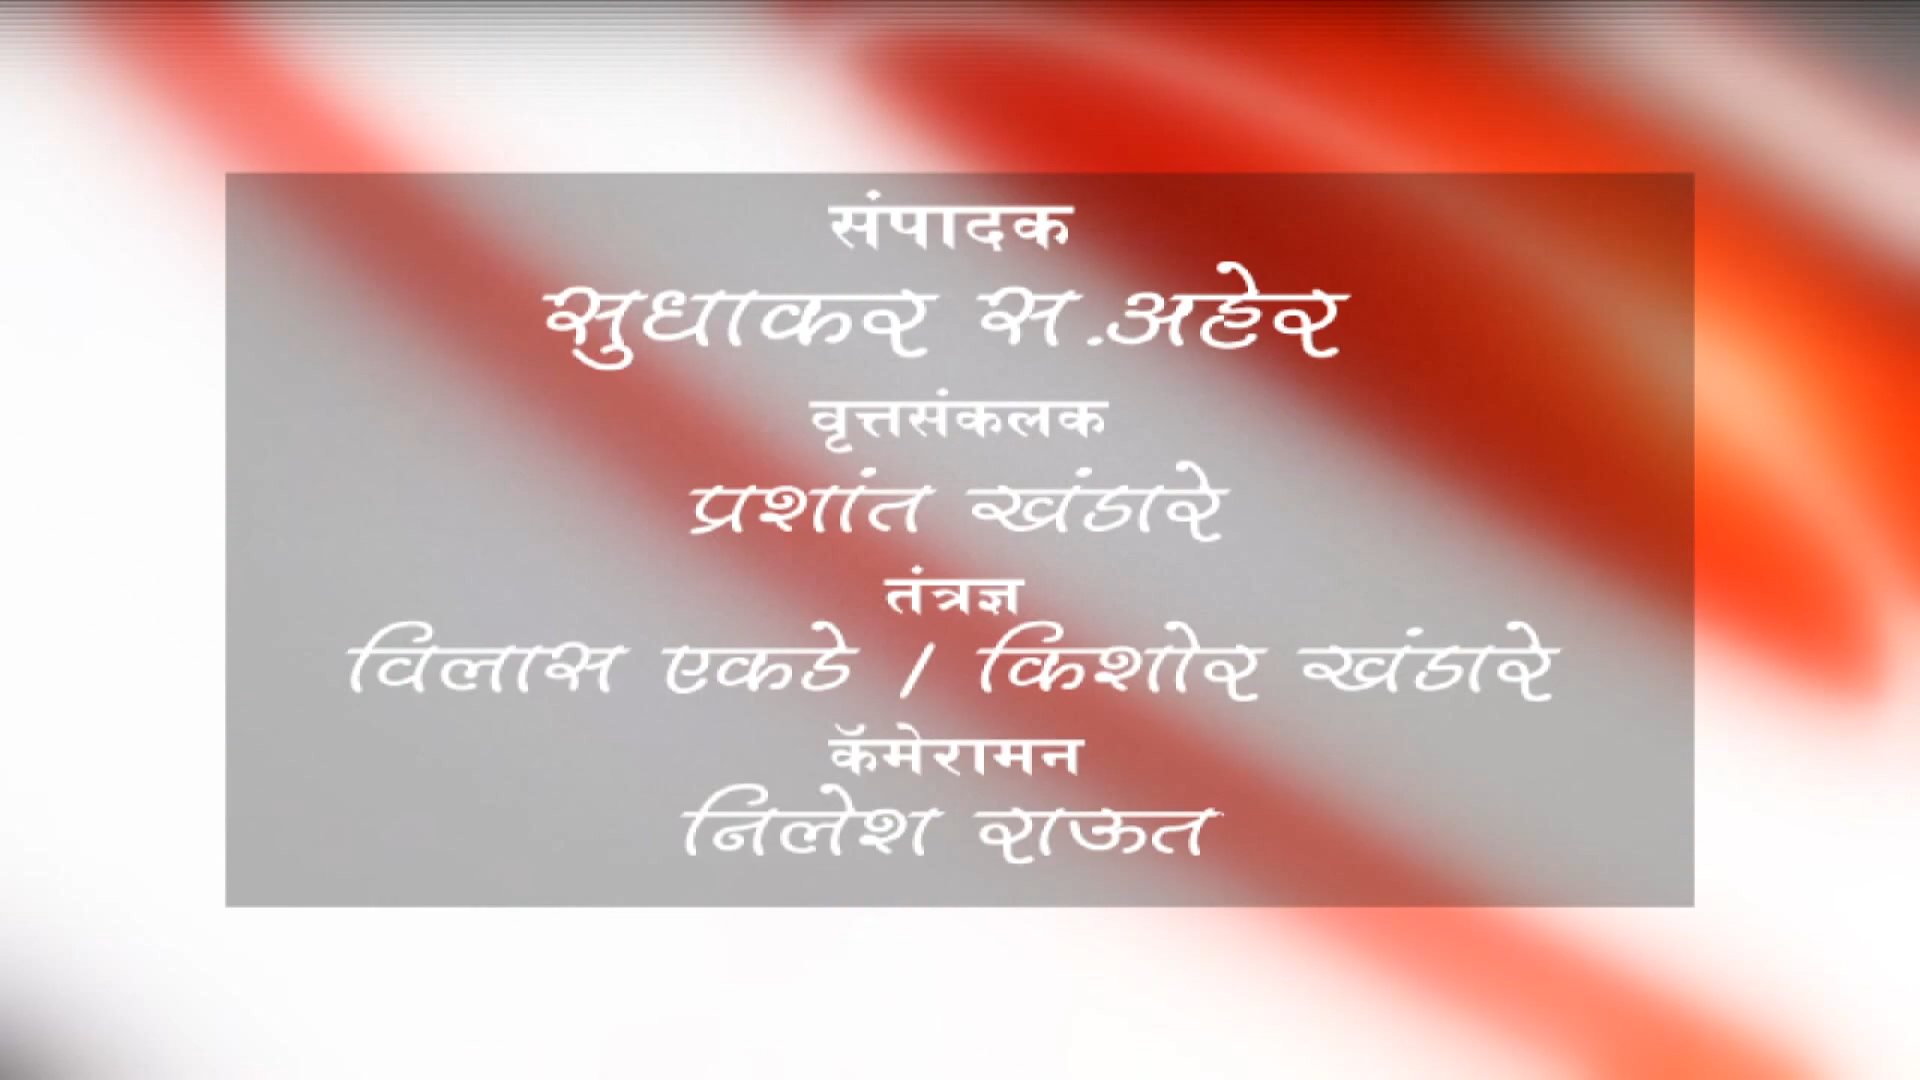 संपादक
सुधाकर स.अहेर
वृत्तसंकलक
प्रशांत खंडारे
तंत्रज्ञ
विलास एकडे / किशोर खंडारे
कॅमेरामन
निलेश राऊत